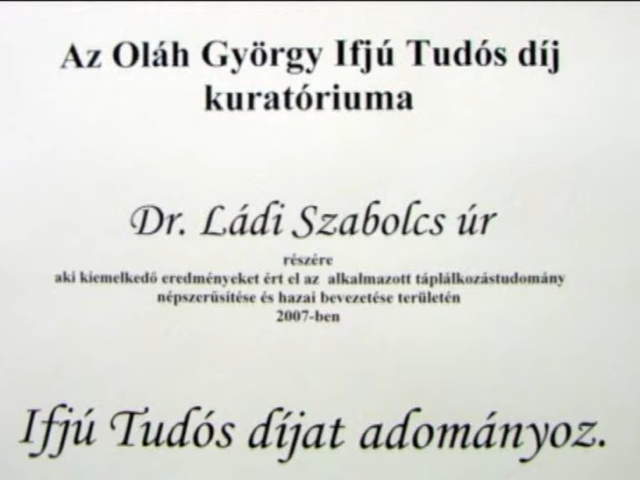 Az Oláh György Ifjú Tudós díj
kuratóriuma
Dr. Ládi Szabolcs úr
részére
aki kiemelkedő eredményeket ért el az alkalmazott táplálkozástudomány
népszerűsítése és hazai bevezetése területén
2007-ben
Ifjú Tudós díjat adományoz.